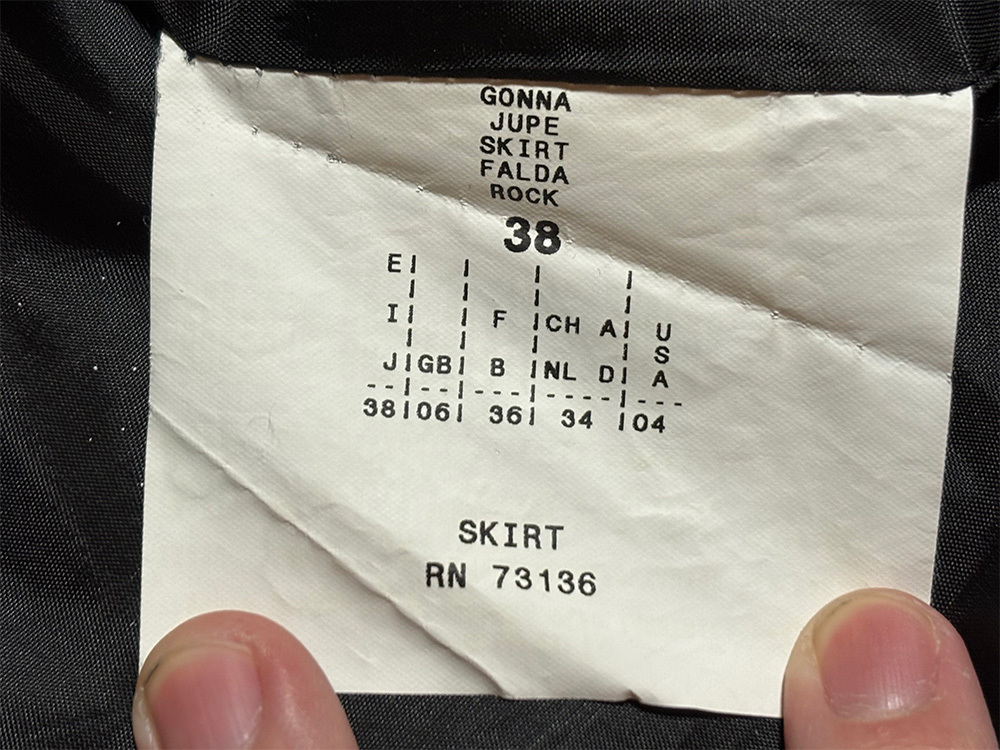 GONNA
JUPE
SKIRT
FALDA
ROCK
38
E| | | |
I| | F |CH A| U
S
J|GB| B |NL D| A
--|--|---|----|---
38|06| 36| 34 |04
SKIRT
RN 73136